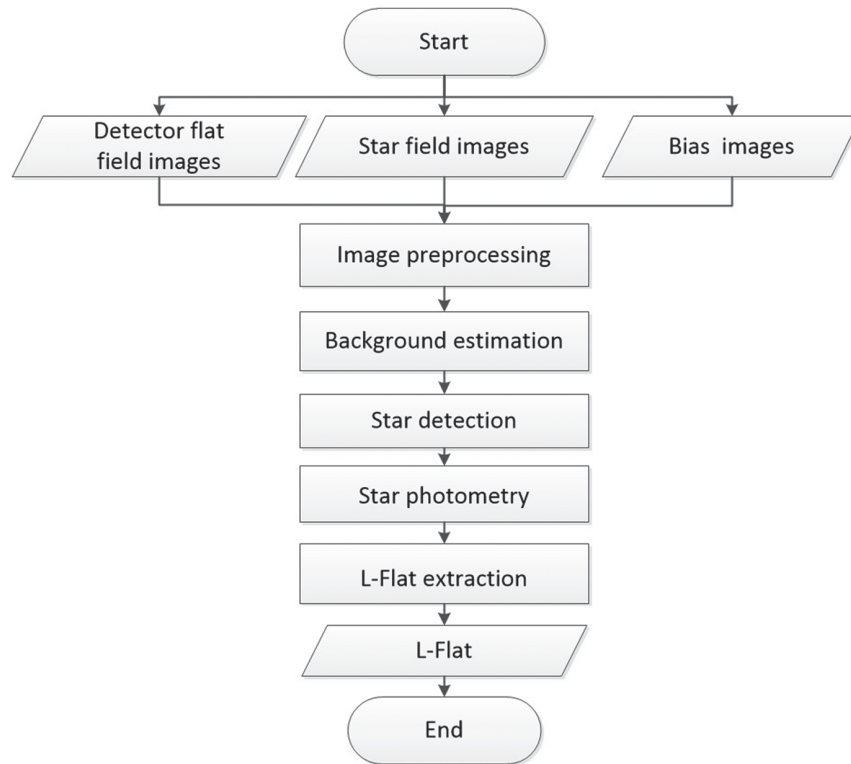 Start
Detector flat
field images
Star field images
Bias images
Image preprocessing
Background estimation
Star detection
Star photometry
L-Flat extraction
L-Flat
End